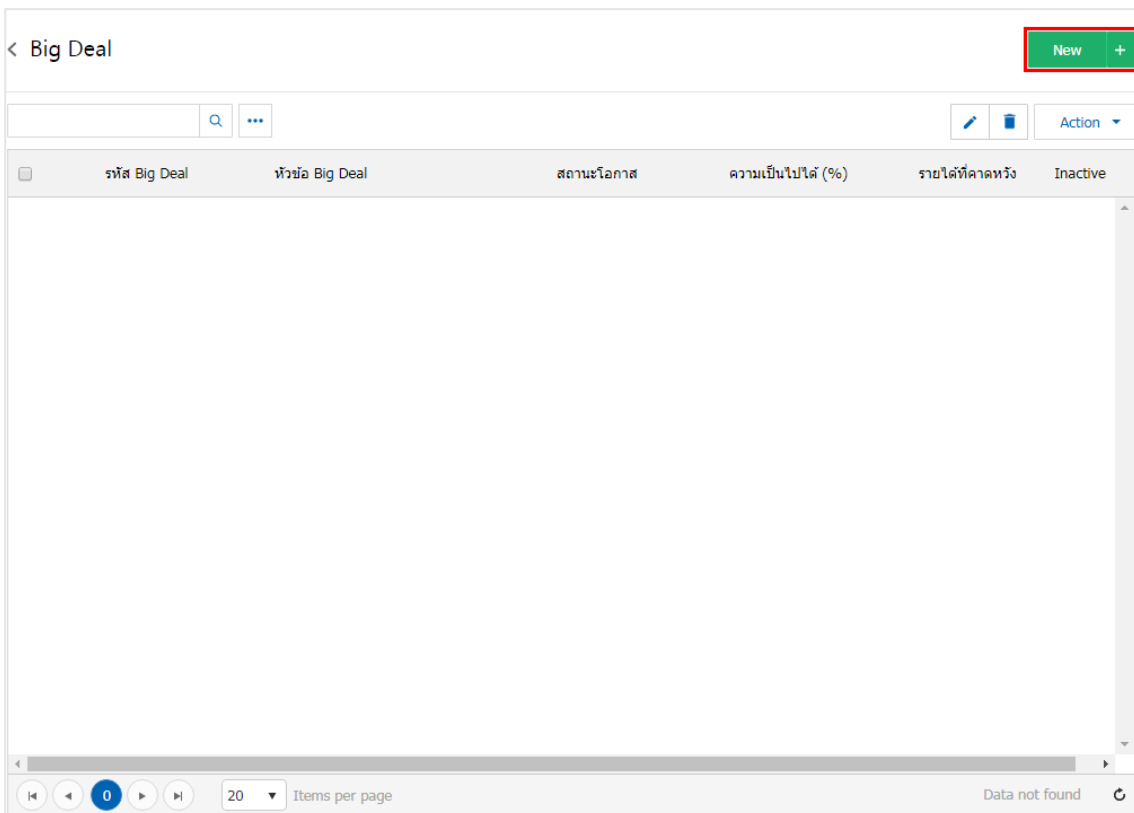 Big Deal
New +
Action
รหัส Big Deal หัวข้อ Big Deal สถานะโอกาส ความเป็นไปได้ (%) รายได้ที่คาดหวัง Inactive
0 20 Items per page Data not found